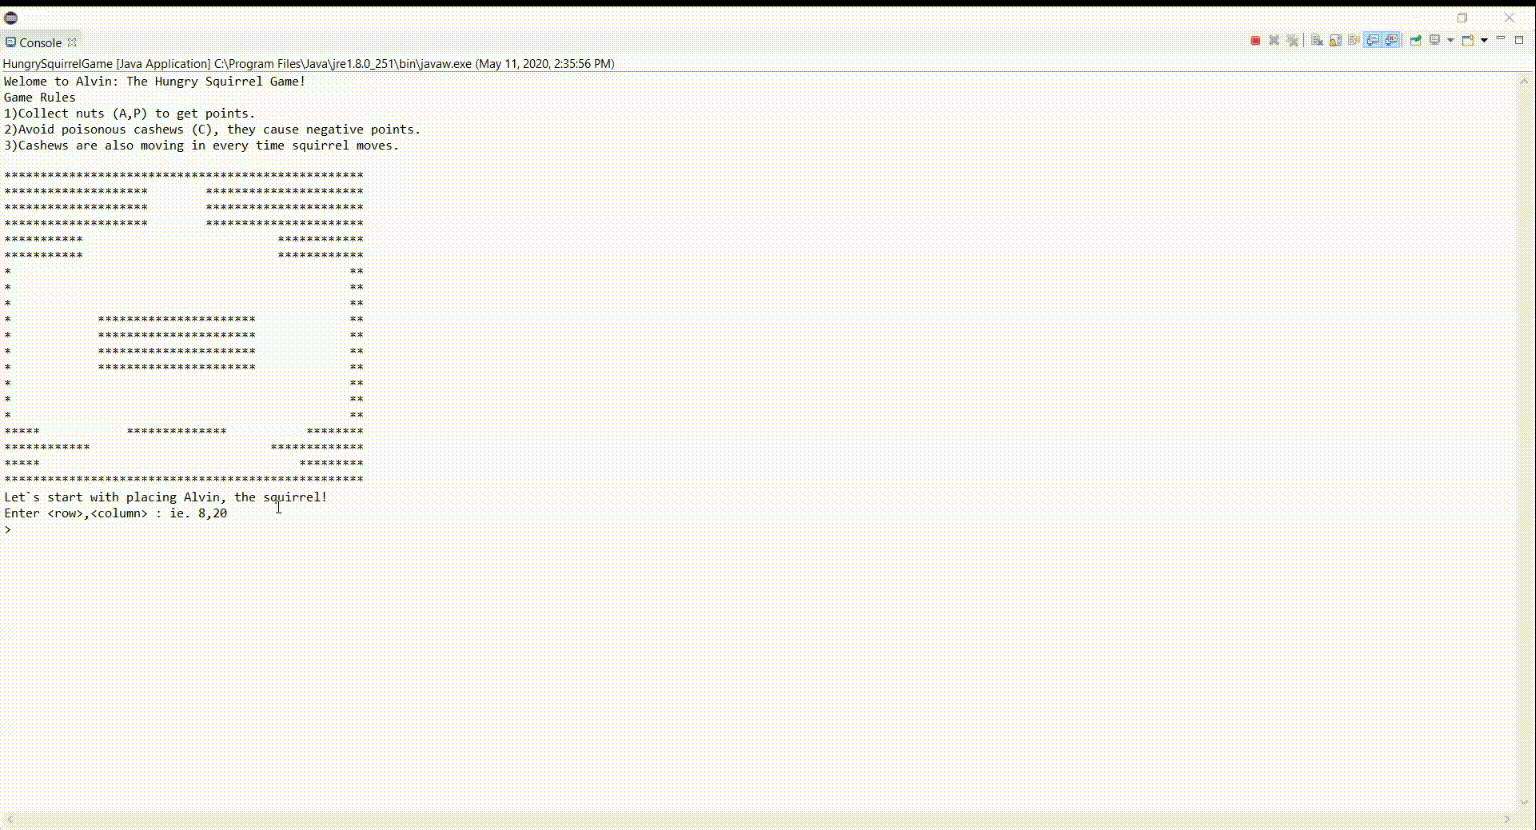 Console
HungrySquirrelGame [Java Application] C:\Program Files\Java\jre1.8.0_251\bin\javaw.exe (May 11, 2020, 2:35:56 PM)
Welome to Alvin: The Hungry Squirrel Game!
Game Rules
1)Collect nuts (A,P) to get points.
2)Avoid poisonous cashews (C), they cause negative points.
3)Cashews are also moving in every time squirrel moves.
**************************************************
********************        **********************
********************        **********************
********************        **********************
***********                           ************
***********                           ************
*                                               **
*                                               **
*                                               **
*            **********************             **
*            **********************             **
*            **********************             **
*            **********************             **
*                                               **
*                                               **
*                                               **
*****            **************           ********
************                         *************
*****                                    *********
**************************************************
Let`s start with placing Alvin, the squirrel!
Enter <row>,<column> : ie. 8,20
>